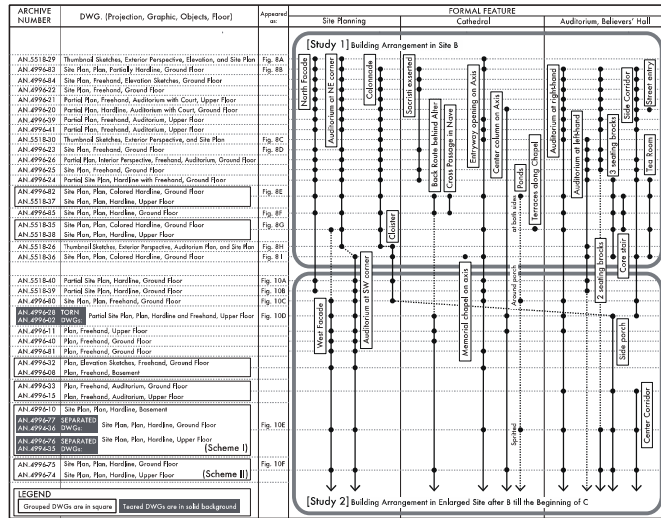 ARCHIVE NUMBER
DWG. (Projection, Graphic, Objects, Floor)
Appeared as:
FORMAL FEATURE
Site Planning
Cathedral
Auditorium, Believers' Hall
[Study 1] Building Arrangement in Site B
AN.5518-29 Thumbnail Sketches, Exterior Perspective, Elevation, and Site Plan Fig. 8A
AN.4996-83 Site Plan, Plan, Partially Hardline, Ground Floor Fig. 8B
AN.4996-84 Site Plan, Freehand, Elevation Sketches, Ground Floor
AN.4996-22 Site Plan, Freehand, Ground Floor
AN.4996-21 Partial Plan, Freehand, Auditorium with Court, Upper Floor
AN.4996-20 Partial Plan, Hardline, Auditorium with Court, Ground Floor
AN.4996-39 Partial Plan, Freehand, Auditorium, Upper Floor
AN.4996-41 Partial Plan, Freehand, Auditorium, Upper Floor
AN.5518-30 Thumbnail Sketches, Exterior Perspective, and Site Plan Fig. 8C
AN.4996-23 Site Plan, Freehand, Ground Floor Fig. 8D
AN.4996-26 Partial Plan, Interior Perspective, Freehand, Auditorium, Ground Floor
AN.4996-25 Site Plan, Freehand, Ground Floor
AN.4996-24 Partial Site Plan, Hardline with Freehand, Ground Floor
AN.4996-82 Site Plan, Plan, Colored Hardline, Ground Floor Fig. 8E
AN.5518-37 Site Plan, Plan, Hardline, Upper Floor
AN.4996-85 Site Plan, Plan, Hardline, Ground Floor Fig. 8F
AN.5518-35 Site Plan, Plan, Colored Hardline, Ground Floor Fig. 8G
AN.5518-38 Site Plan, Plan, Hardline, Upper Floor
AN.5518-26 Thumbnail Sketches, Exterior Perspective, Auditorium Plan, and Site Plan Fig. 8H
AN.5518-36 Site Plan, Plan, Colored Hardline, Ground Floor Fig. 8I
AN.5518-40 Partial Site Plan, Hardline, Ground Floor Fig. 10A
AN.5518-39 Partial Site Plan, Hardline, Ground Floor Fig. 10B
AN.4996-80 Site Plan, Plan, Freehand, Ground Floor Fig. 10C
AN.4996-28 TORN
AN.4996-02 DWGs:
Partial Site Plan, Plan, Hardline and Freehand, Upper Floor Fig. 10D
AN.4996-11 Plan, Freehand, Upper Floor
AN.4996-40 Plan, Freehand, Ground Floor
AN.4996-81 Plan, Freehand, Ground Floor
AN.4996-32 Plan, Elevation Sketches, Freehand, Ground Floor
AN.4996-08 Plan, Freehand, Basement
AN.4996-33 Plan, Freehand, Auditorium, Ground Floor
AN.4996-15 Plan, Freehand, Auditorium, Upper Floor
AN.4996-10 Site Plan, Plan, Hardline, Basement
AN.4996-77 SEPARATED
AN.4994-36 DWGs:
Site Plan, Plan, Hardline, Ground Floor Fig. 10E
AN.4996-76 SEPARATED
AN.4994-35 DWGs:
Site Plan, Plan, Hardline, Upper Floor
(Scheme I)
AN.4996-75 Site Plan, Plan, Hardline, Ground Floor Fig. 10F
AN.4996-74 Site Plan, Plan, Hardline, Upper Floor (Scheme II)
LEGEND
Grouped DWGs are in square
Teared DWGs are in solid background
North Facade
Auditorium at NE corner
Colonnade
Sacrist exserted
Back Route behind Alter
Cross Passage in Nave
Entryway opening on Axis
Center column on Axis
Ponds
at both sides
Terraces along Chapel
Auditorium at righthand
Auditorium at lefthand
3 seating brocks
Side Corridor
Street entry
Tea Room
Cloister
Core stair
2 seating brocks
West Facade
Auditorium at SW corner
Memorial chapel on axis
Around porch
Side porch
Center Corridor
Spritted
[Study 2] Building Arrangement in Enlarged Site after B till the Beginning of C